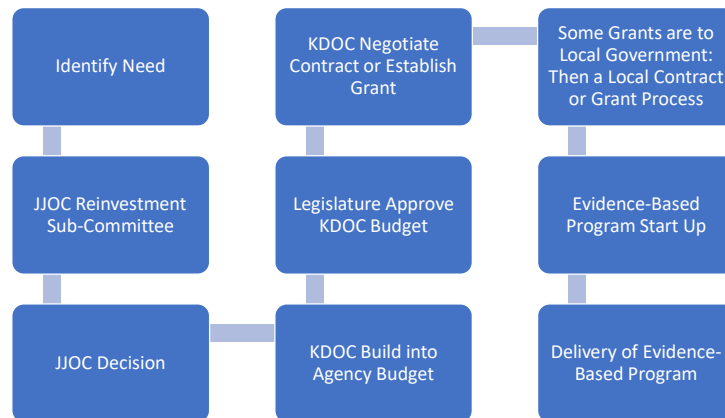 Identify Need
JJOC Reinvestment
Sub-Committee
JJOC Decision
KDOC Build into
Agency Budget
Legislature Approve
KDOC Budget
KDOC Negotiate
Contract or Establish
Grant
Some Grants are to
Local Government:
Then a Local Contract
or Grant Process
Evidence-Based
Program Start Up
Delivery of Evidence-
Based Program